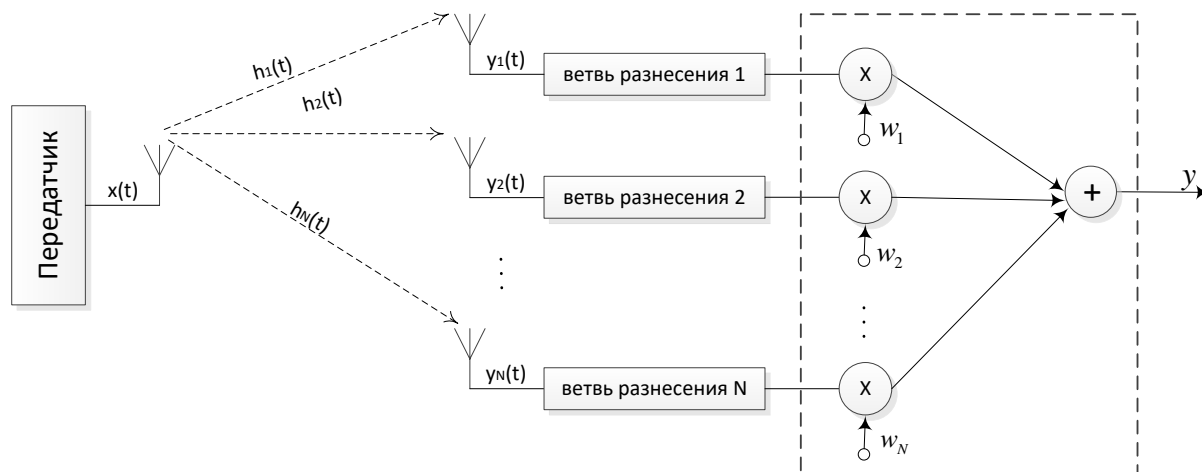 Передатчик
x(t)
h1(t)
h2(t)
hN(t)
y1(t)
ветвь разнесения 1
X
w1
y2(t)
ветвь разнесения 2
X
w2
+
y
⋮
⋮
yN(t)
ветвь разнесения N
X
wN